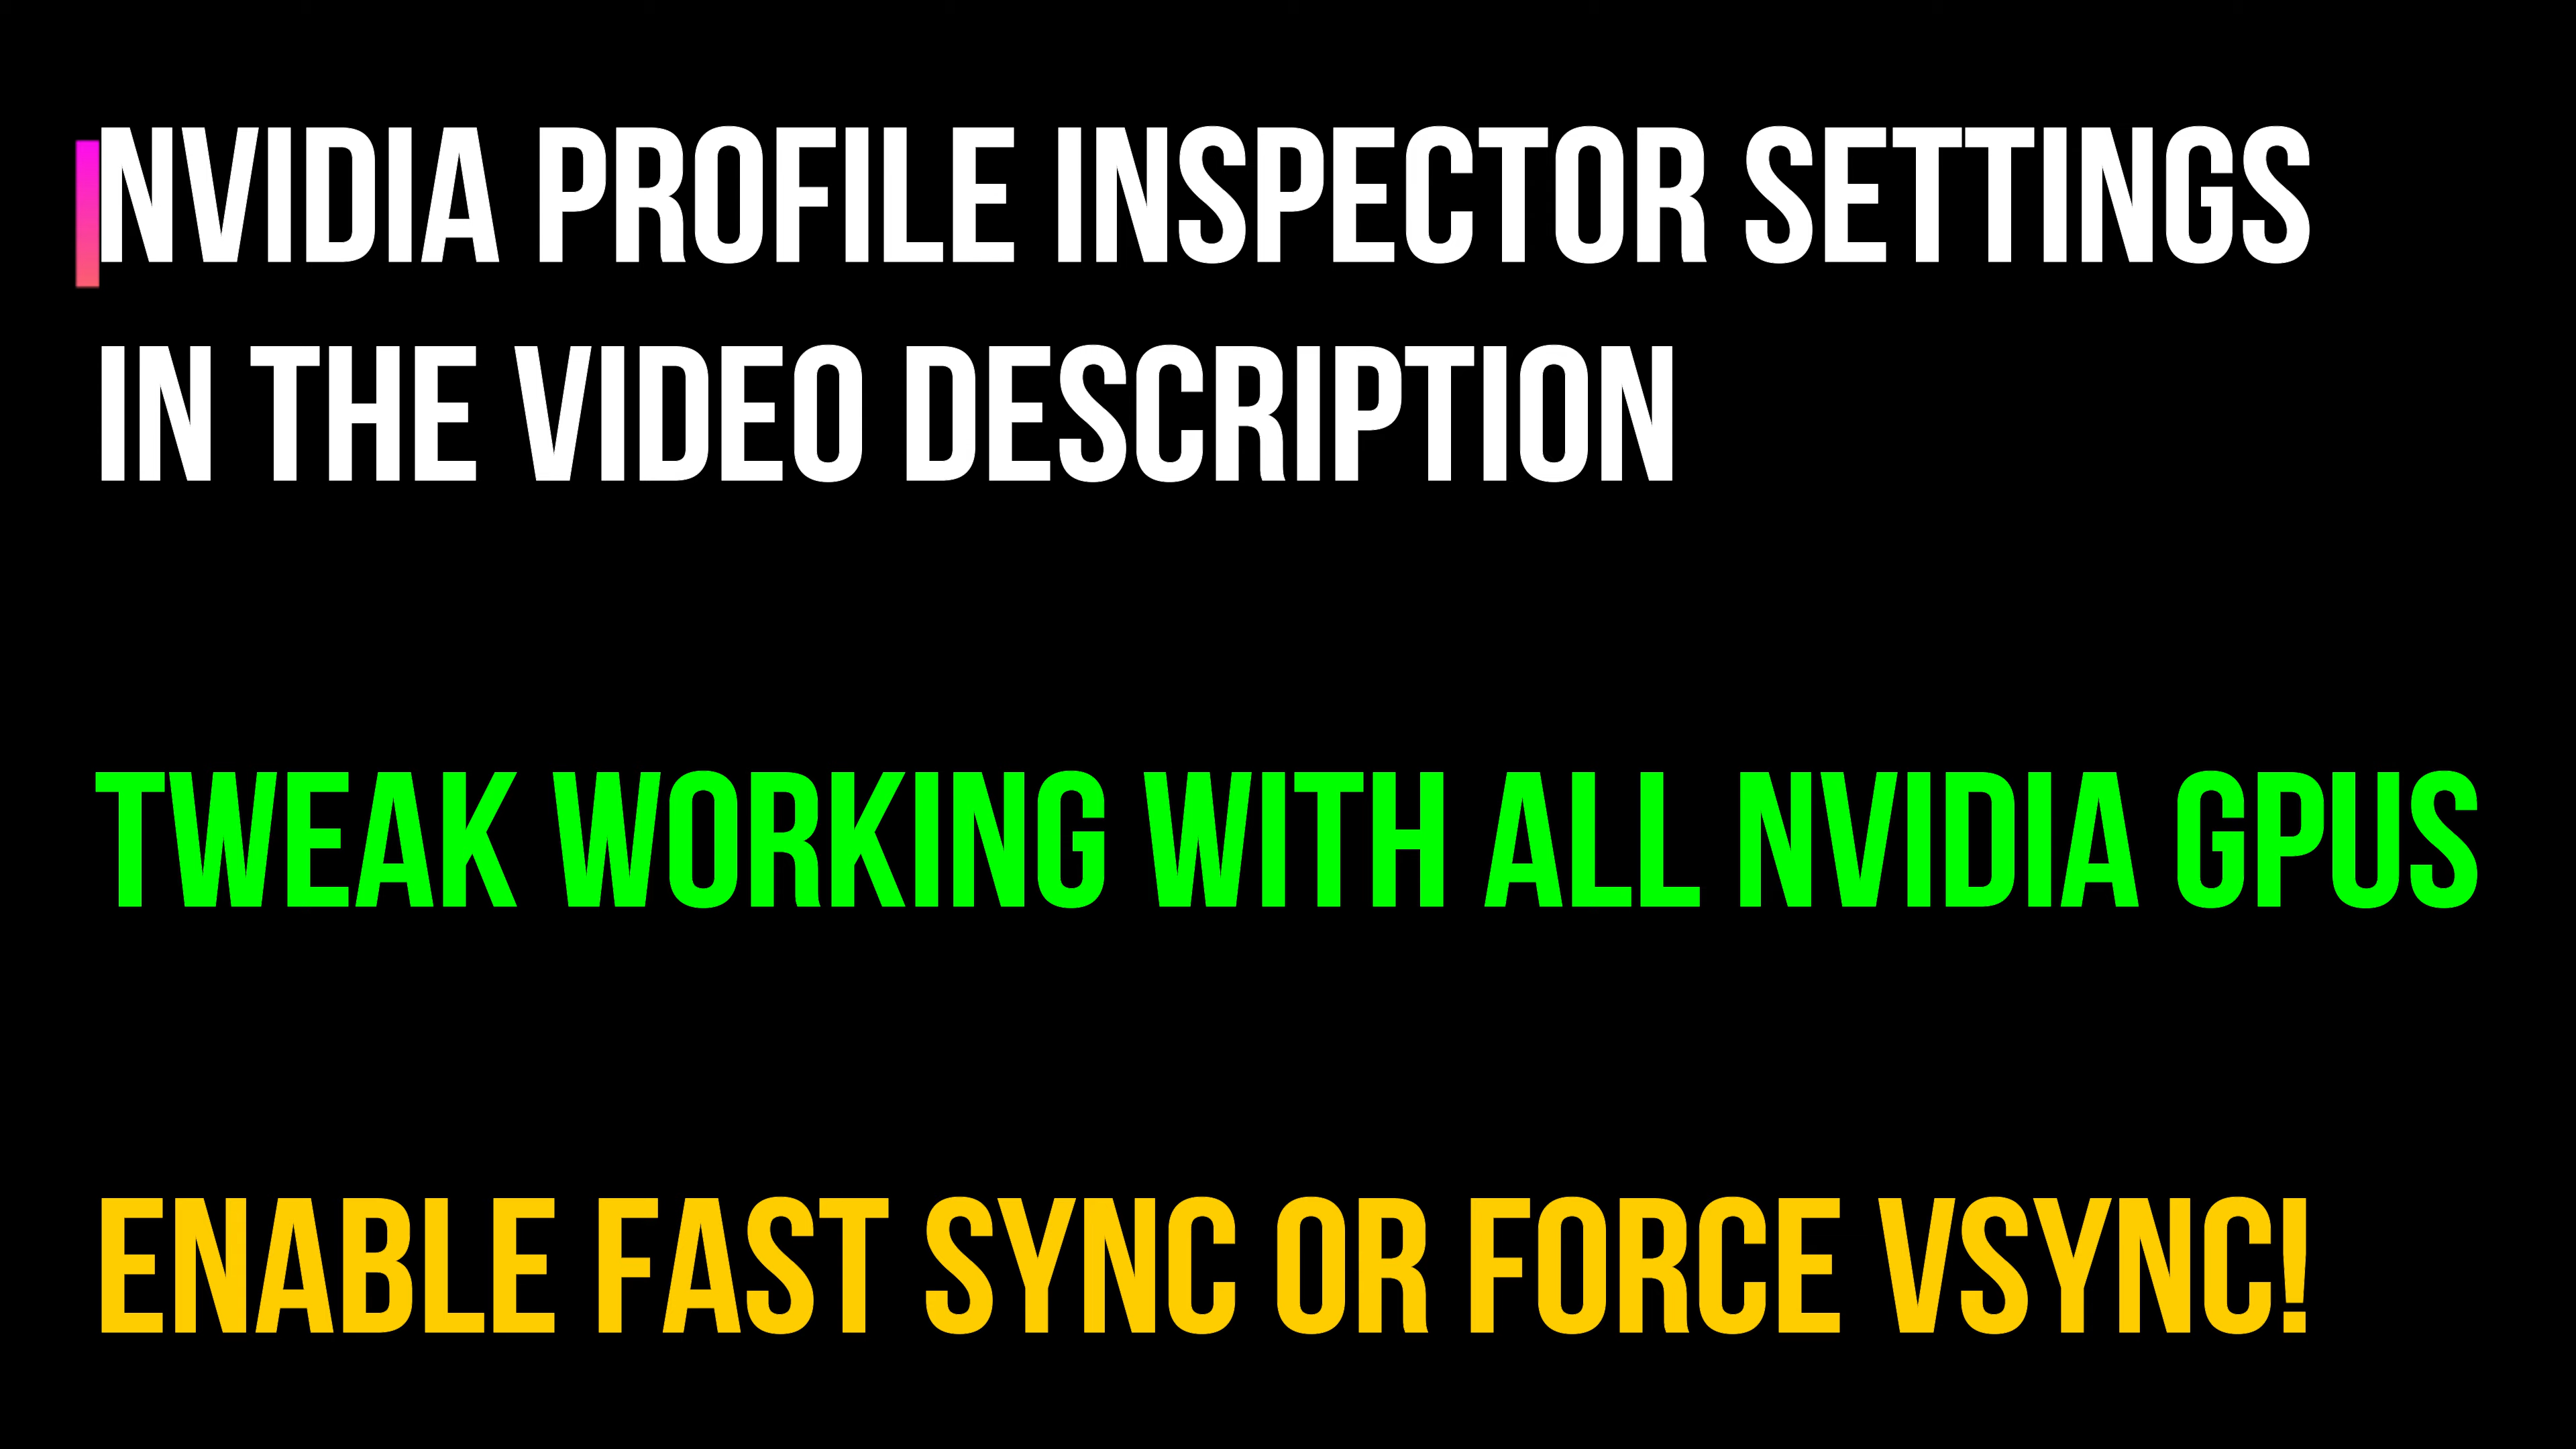 NVIDIA PROFILE INSPECTOR SETTINGS
IN THE VIDEO DESCRIPTION
TWEAK WORKING WITH ALL NVIDIA GPUS
ENABLE FAST SYNC OR FORCE VSYNC!